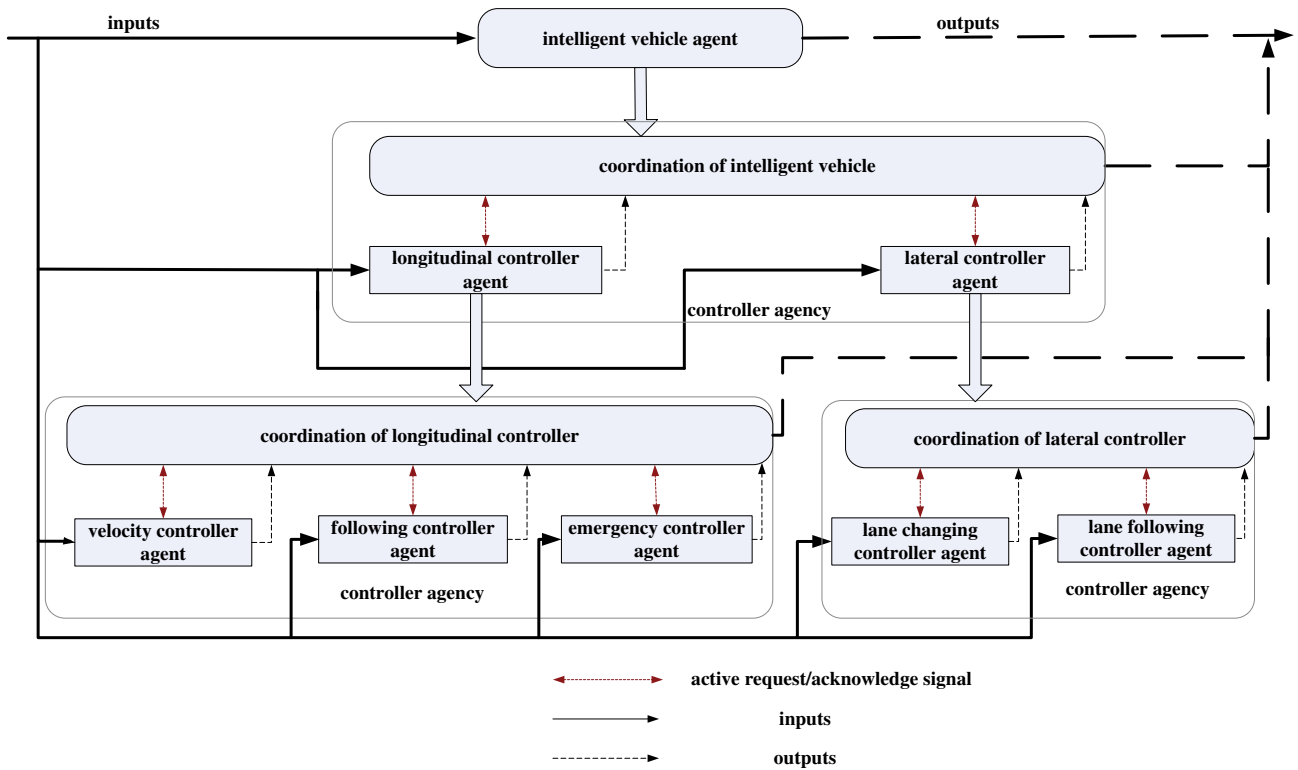 inputs
intelligent vehicle agent
outputs
coordination of intelligent vehicle
longitudinal controller
agent
lateral controller
agent
controller agency
coordination of longitudinal controller
coordination of lateral controller
velocity controller
agent
following controller
agent
emergency controller
agent
lane changing
controller agent
lane following
controller agent
controller agency
controller agency
active request/acknowledge signal
inputs
outputs